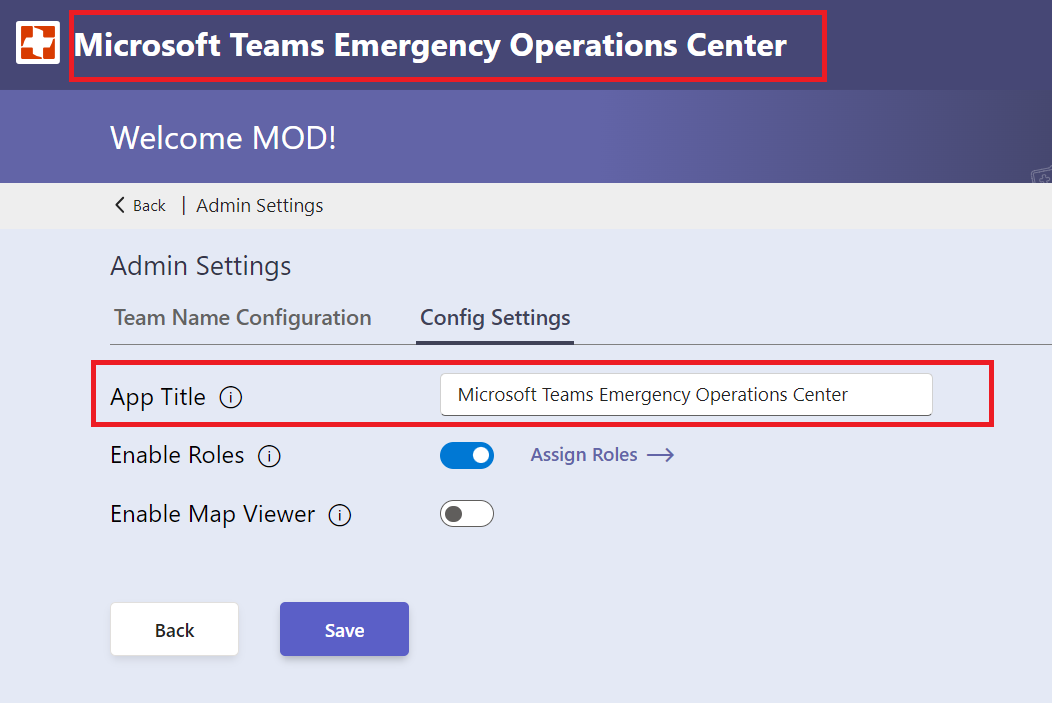 Microsoft Teams Emergency Operations Center
Welcome MOD!
Back | Admin Settings
Admin Settings
Team Name Configuration Config Settings
App Title Microsoft Teams Emergency Operations Center
Enable Roles Assign Roles
Enable Map Viewer
Back Save